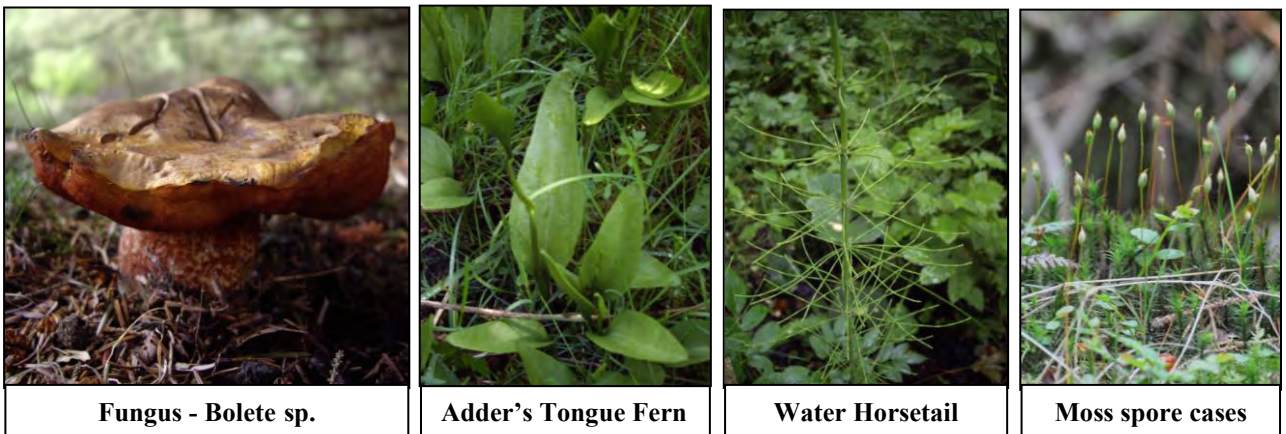 Fungus - Bolete sp.
Adder's Tongue Fern
Water Horsetail
Moss spore cases